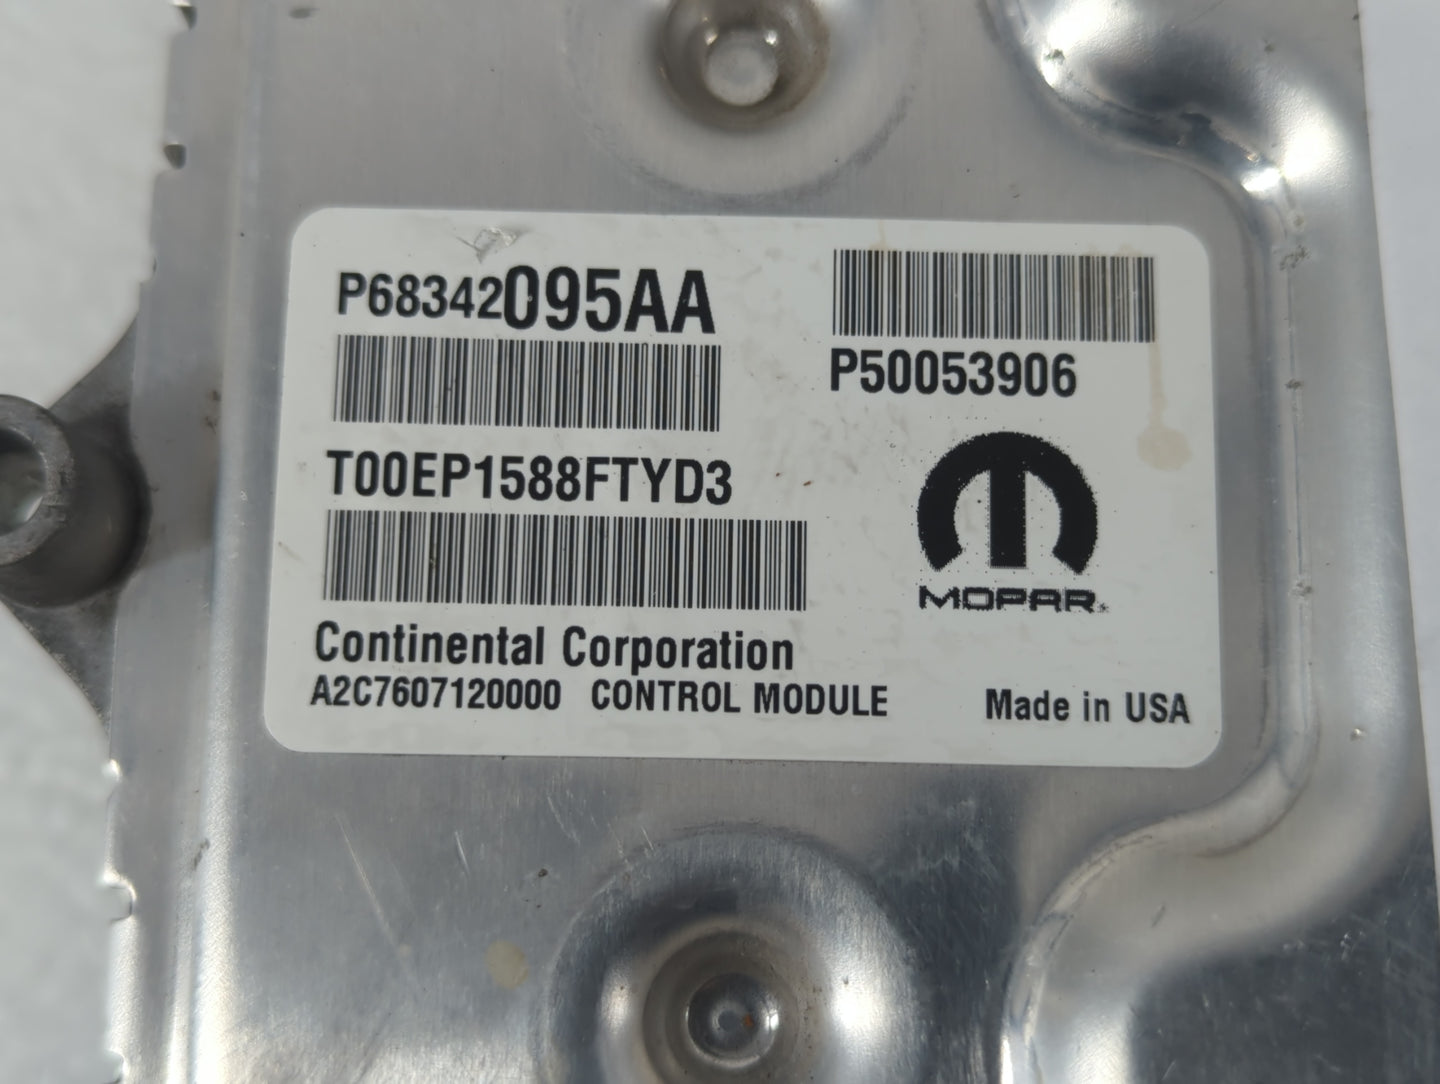 P68342095AA
P50053906
T00EP1588FTYD3
MOPAR
Continental Corporation
A2C7607120000 CONTROL MODULE
Made in USA